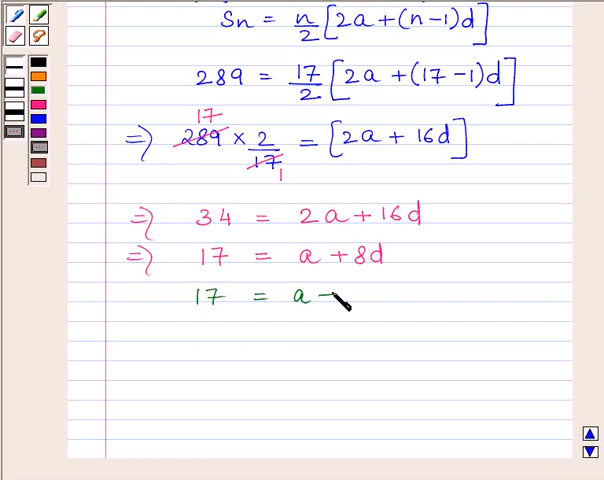 Sn = n/2 [2a + (n-1)d]
289 = 17/2 [2a + (17-1)d]
17
=) 289 × 2/17 = [2a + 16d]
1
=) 34 = 2a + 16d
=) 17 = a + 8d
17 = a -